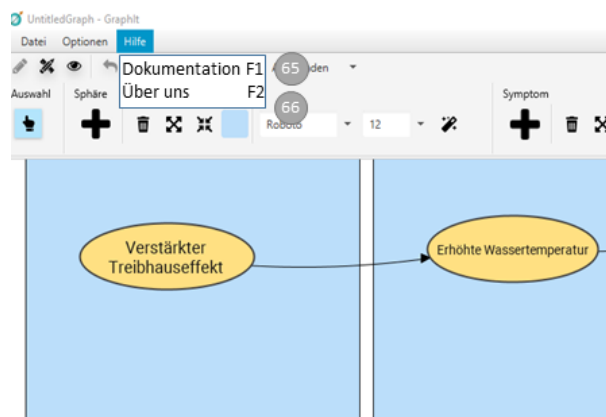 UntitledGraph - GraphIt
Datei Optionen Hilfe
Dokumentation F1 65 den
Über uns F2 66
Auswahl Sphäre Symptom
Roboto 12
Verstärkter
Treibhauseffekt
Erhöhte Wassertemperatur